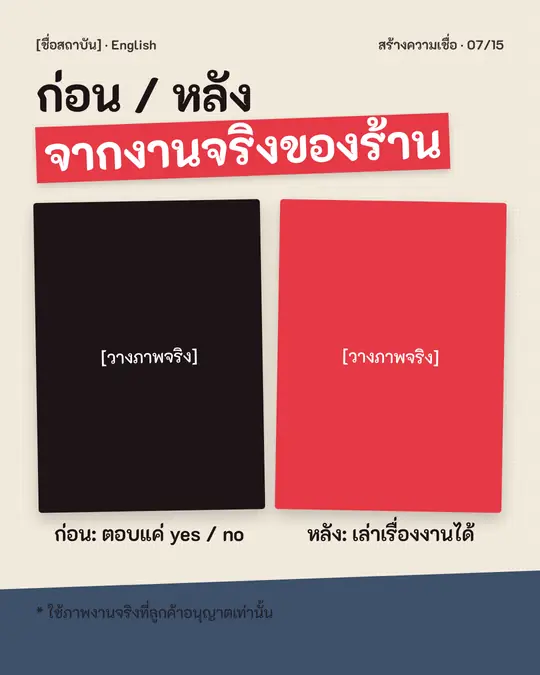 [ชื่อสถาบัน] · English
สร้างความเชื่อ · 07/15
ก่อน / หลัง
จากงานจริงของร้าน
[วางภาพจริง]
[วางภาพจริง]
ก่อน: ตอบแค่ yes / no
หลัง: เล่าเรื่องงานได้
* ใช้ภาพงานจริงที่ลูกค้าอนุญาตเท่านั้น